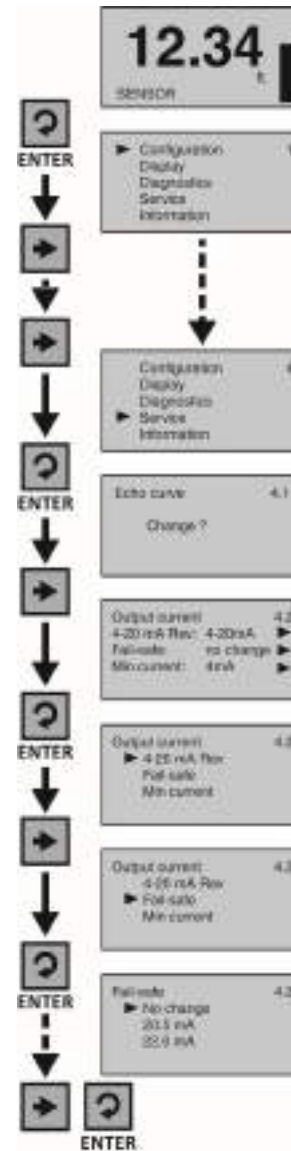 12.34
ft
SENSOR
ENTER
Configuration
Display
Diagnostics
Service
Information
Configuration
Display
Diagnostics
Service
Information
ENTER
Echo curve 4.1
Change ?
Output current
4-20 mA Rev: 4-20mA
Fail-safe no change
Min current: 4mA
ENTER
Output current
4-20 mA Rev
Fail-safe
Min current
Output current
4-20 mA Rev
Fail-safe
Min current
ENTER
Fail-safe
No change
20.5 mA
22.0 mA
ENTER